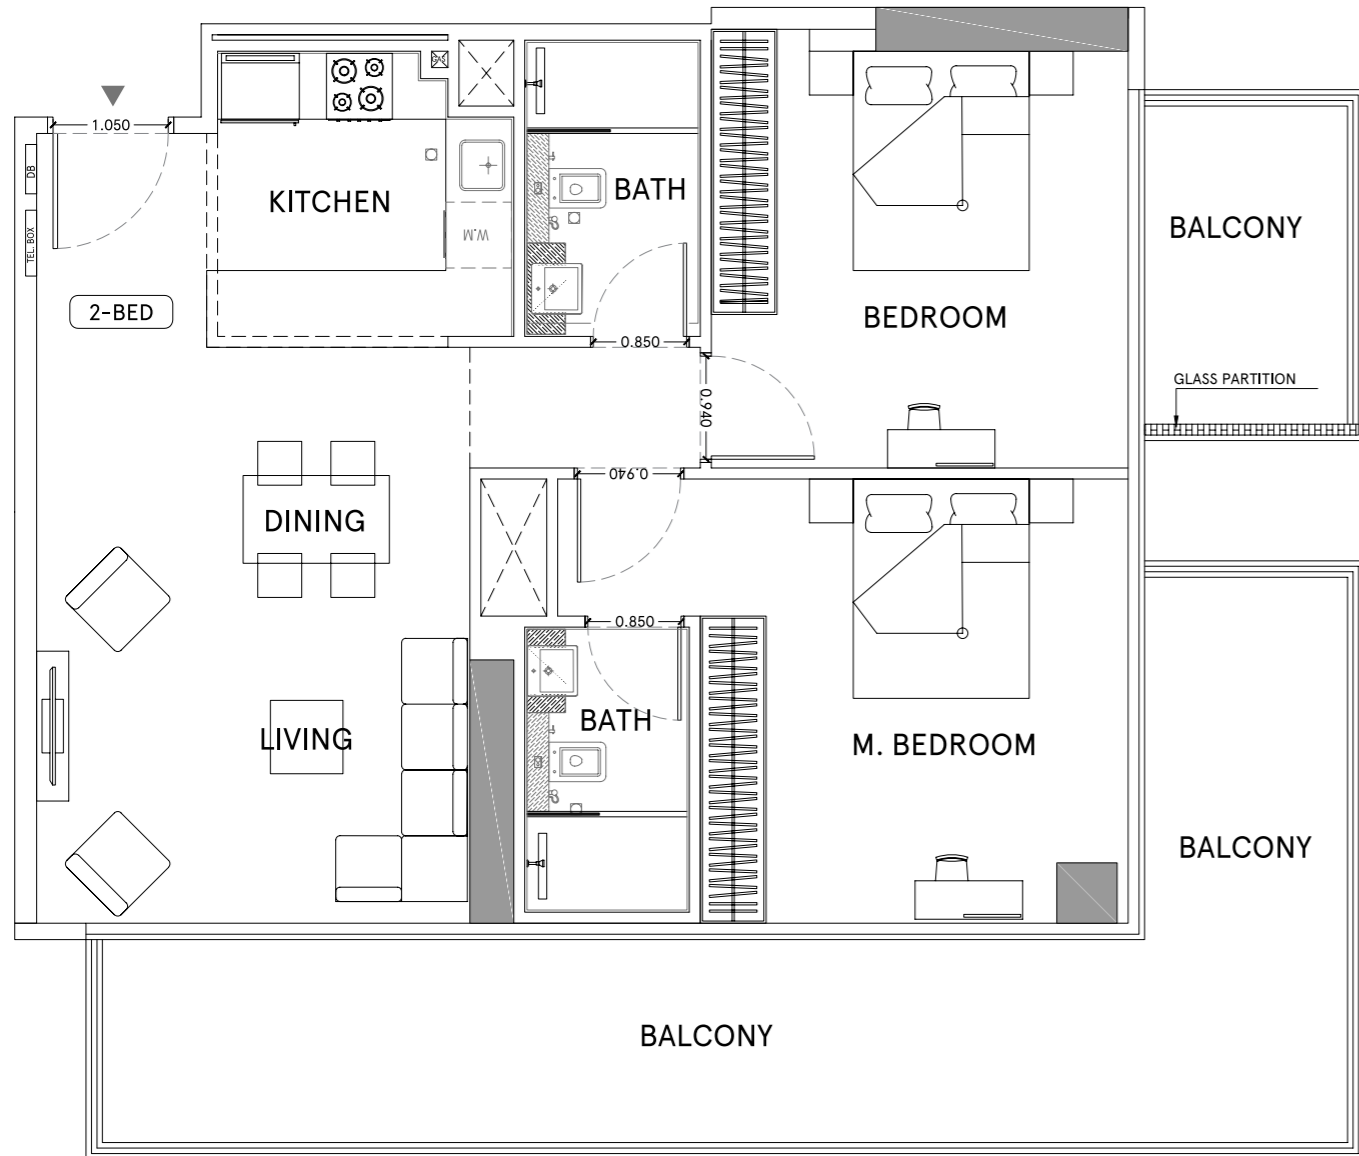 1.050
DB
TEL. BOX
2-BED
KITCHEN
GAS
W.M
BATH
0.850
BEDROOM
0.940
BALCONY
GLASS PARTITION
0.940
DINING
LIVING
0.850
BATH
M. BEDROOM
BALCONY
BALCONY